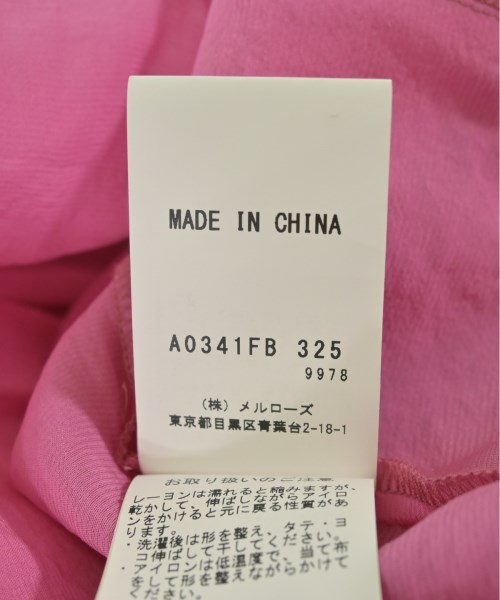 MADE IN CHINA
A0341FB 325
9978
(株) メルローズ
東京都目黒区青葉台2-18-1
お取り扱いのご注意
レーヨンは濡れると縮みますが、
乾かして、伸ばしながらアイロ
ンをかけると元に戻る性質があ
ります。
・洗濯後は形を整え、タテ・ヨ
コ伸ばして干してください。
・アイロンは低温度で、当て布
をして形を整えながらかけて
ください。